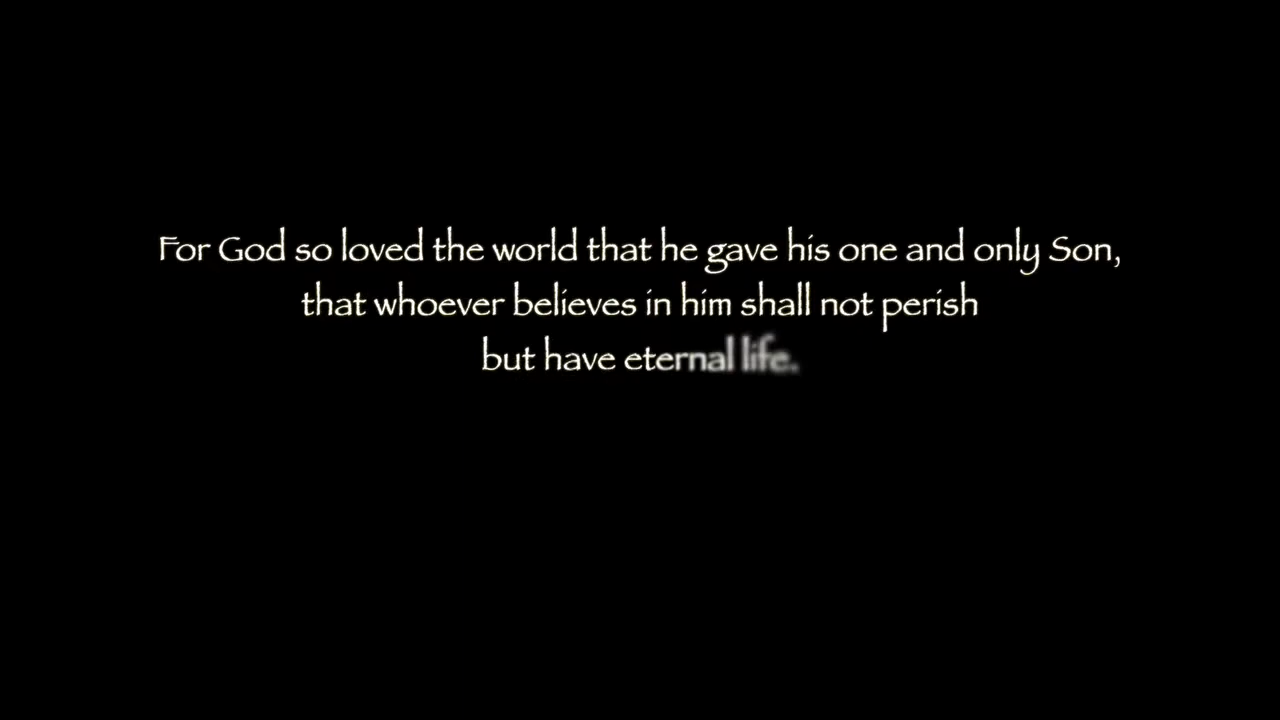 For God so loved the world that he gave his one and only Son,
that whoever believes in him shall not perish
but have eternal life.